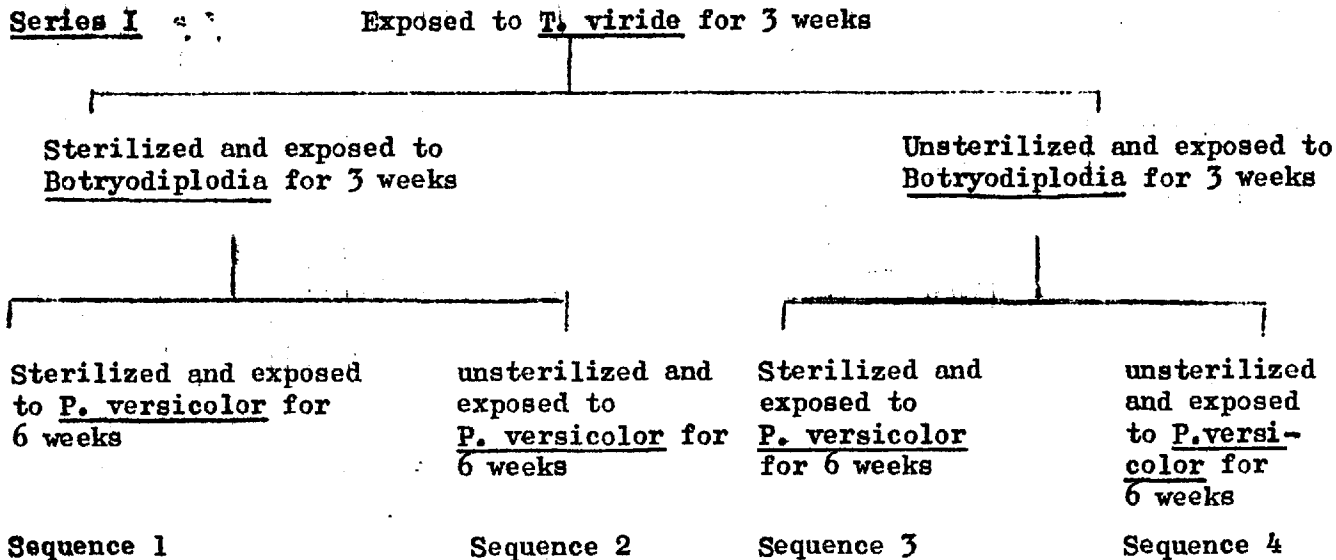 Series I Exposed to T. viride for 3 weeks
Sterilized and exposed to
Botryodiplodia for 3 weeks
Unsterilized and exposed to
Botryodiplodia for 3 weeks
Sterilized and exposed
to P. versicolor for
6 weeks
unsterilized and
exposed to
P. versicolor for
6 weeks
Sterilized and
exposed to
P. versicolor
for 6 weeks
unsterilized
and exposed
to P.versi-
color for
6 weeks
Sequence 1 Sequence 2 Sequence 3 Sequence 4